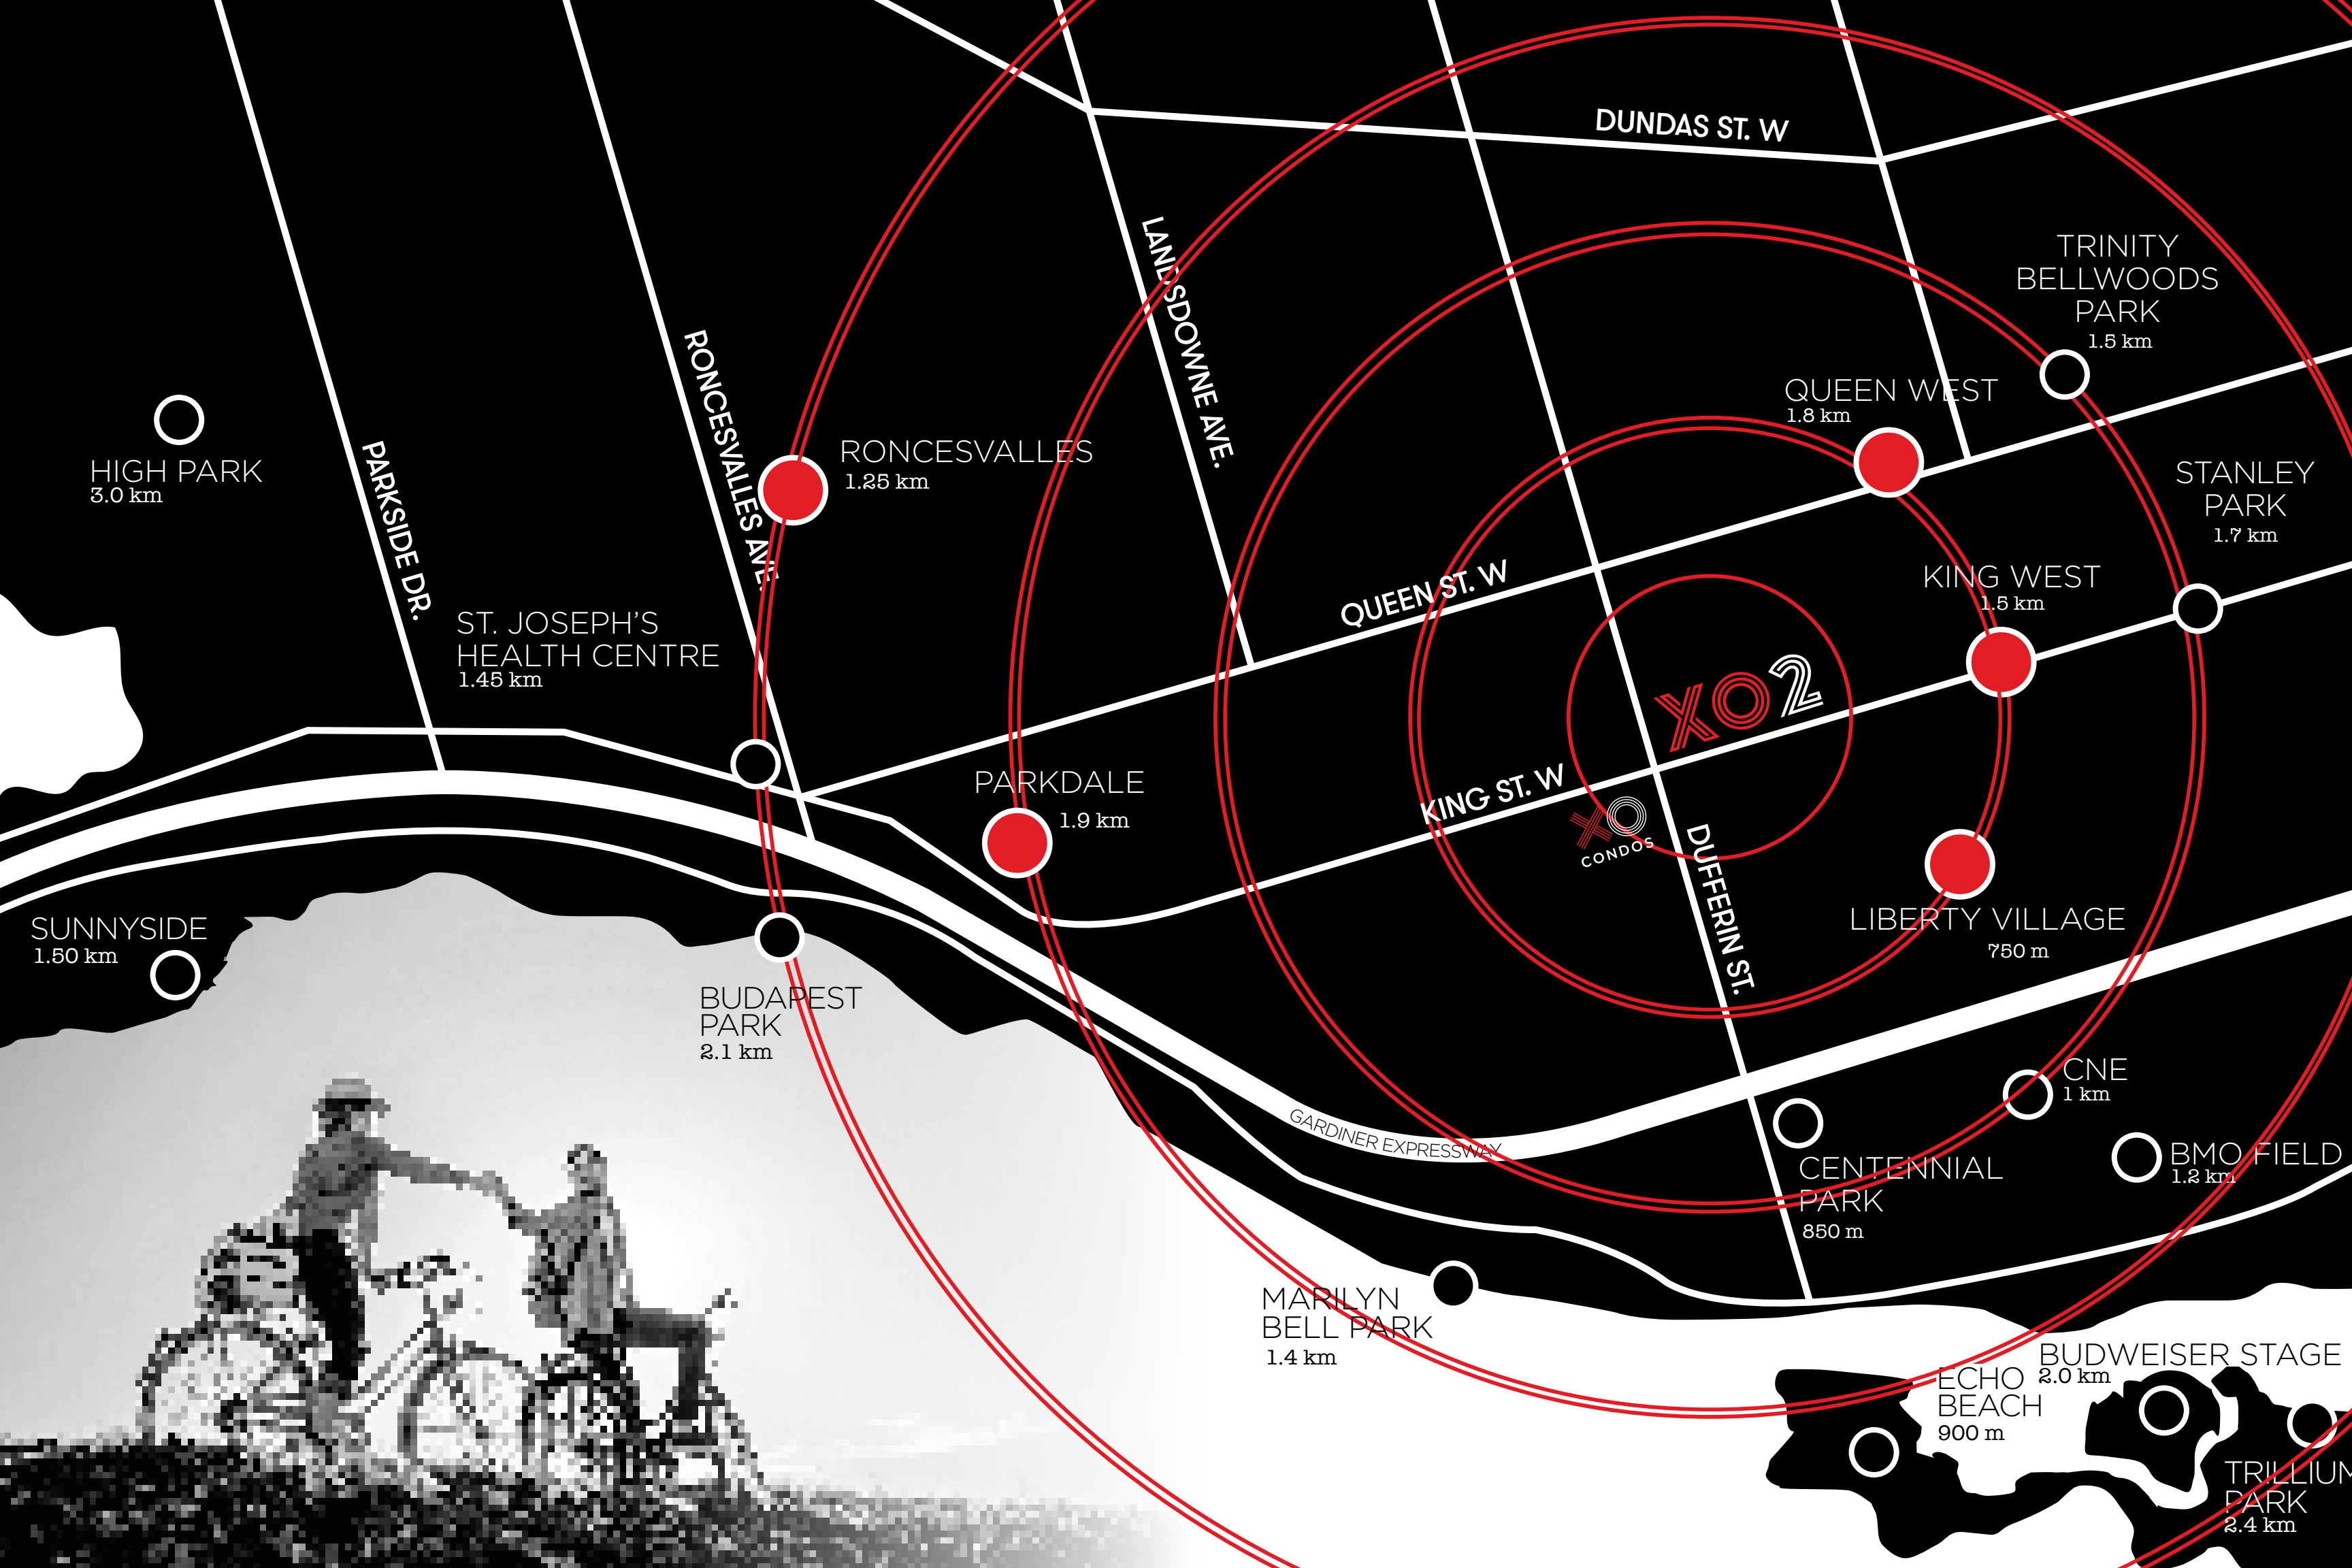 DUNDAS ST. W
TRINITY
BELLWOODS
PARK
1.5 km
LANSDOWNE AVE.
QUEEN WEST
1.8 km
RONCESVALLES AVE.
RONCESVALLES
1.25 km
HIGH PARK
3.0 km
PARKSIDE DR.
STANLEY
PARK
1.7 km
KING WEST
1.5 km
QUEEN ST. W
ST. JOSEPH'S
HEALTH CENTRE
1.45 km
XO2
PARKDALE
1.9 km
KING ST. W
XO
CONDOS
DUFFERIN ST.
LIBERTY VILLAGE
750 m
SUNNYSIDE
1.50 km
BUDAPEST
PARK
2.1 km
GARDINER EXPRESSWAY
CNE
1 km
BMO FIELD
1.2 km
CENTENNIAL
PARK
850 m
MARILYN
BELL PARK
1.4 km
BUDWEISER STAGE
2.0 km
ECHO
BEACH
900 m
TRILLIUM
PARK
2.4 km